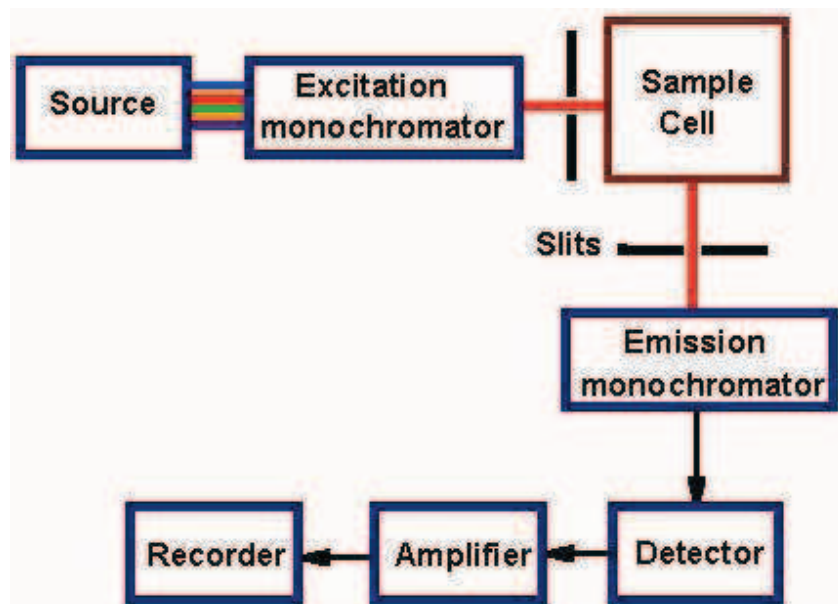 Source
Excitation
monochromator
Sample
Cell
Slits
Emission
monochromator
Recorder
Amplifier
Detector